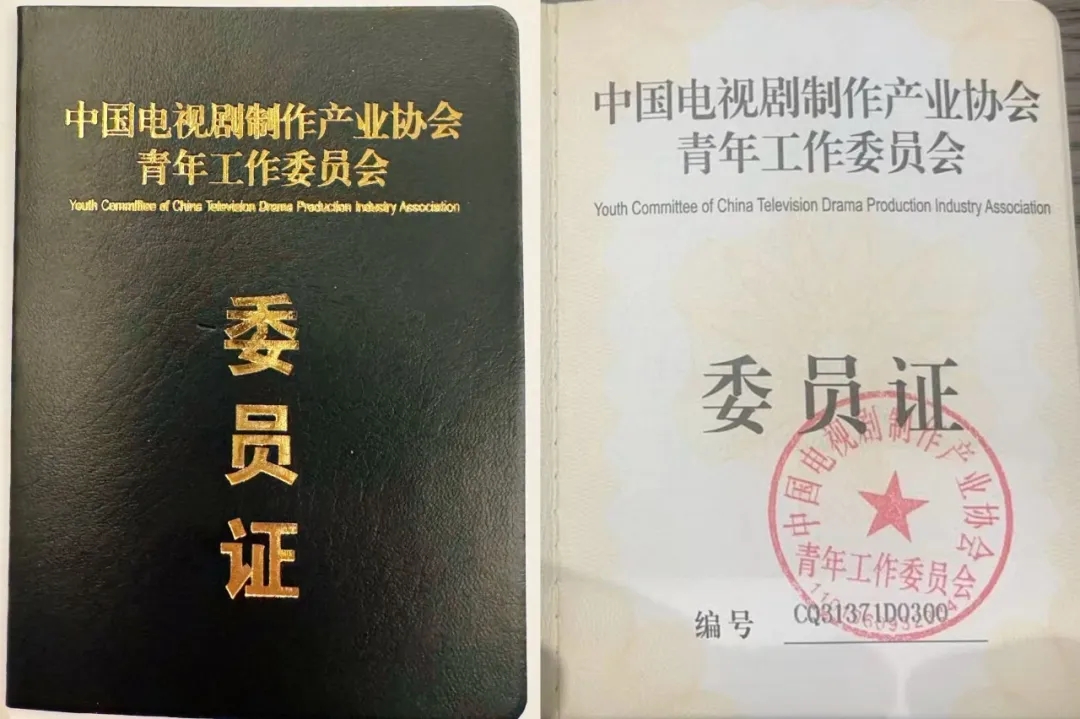 中国电视剧制作产业协会
青年工作委员会
Youth Committee of China Television Drama Production Industry Association
委
员
证
中国电视剧制作产业协会
青年工作委员会
Youth Committee of China Television Drama Production Industry Association
委员证
中国电视剧制作产业协会
青年工作委员会
编号 CQ31371D0300